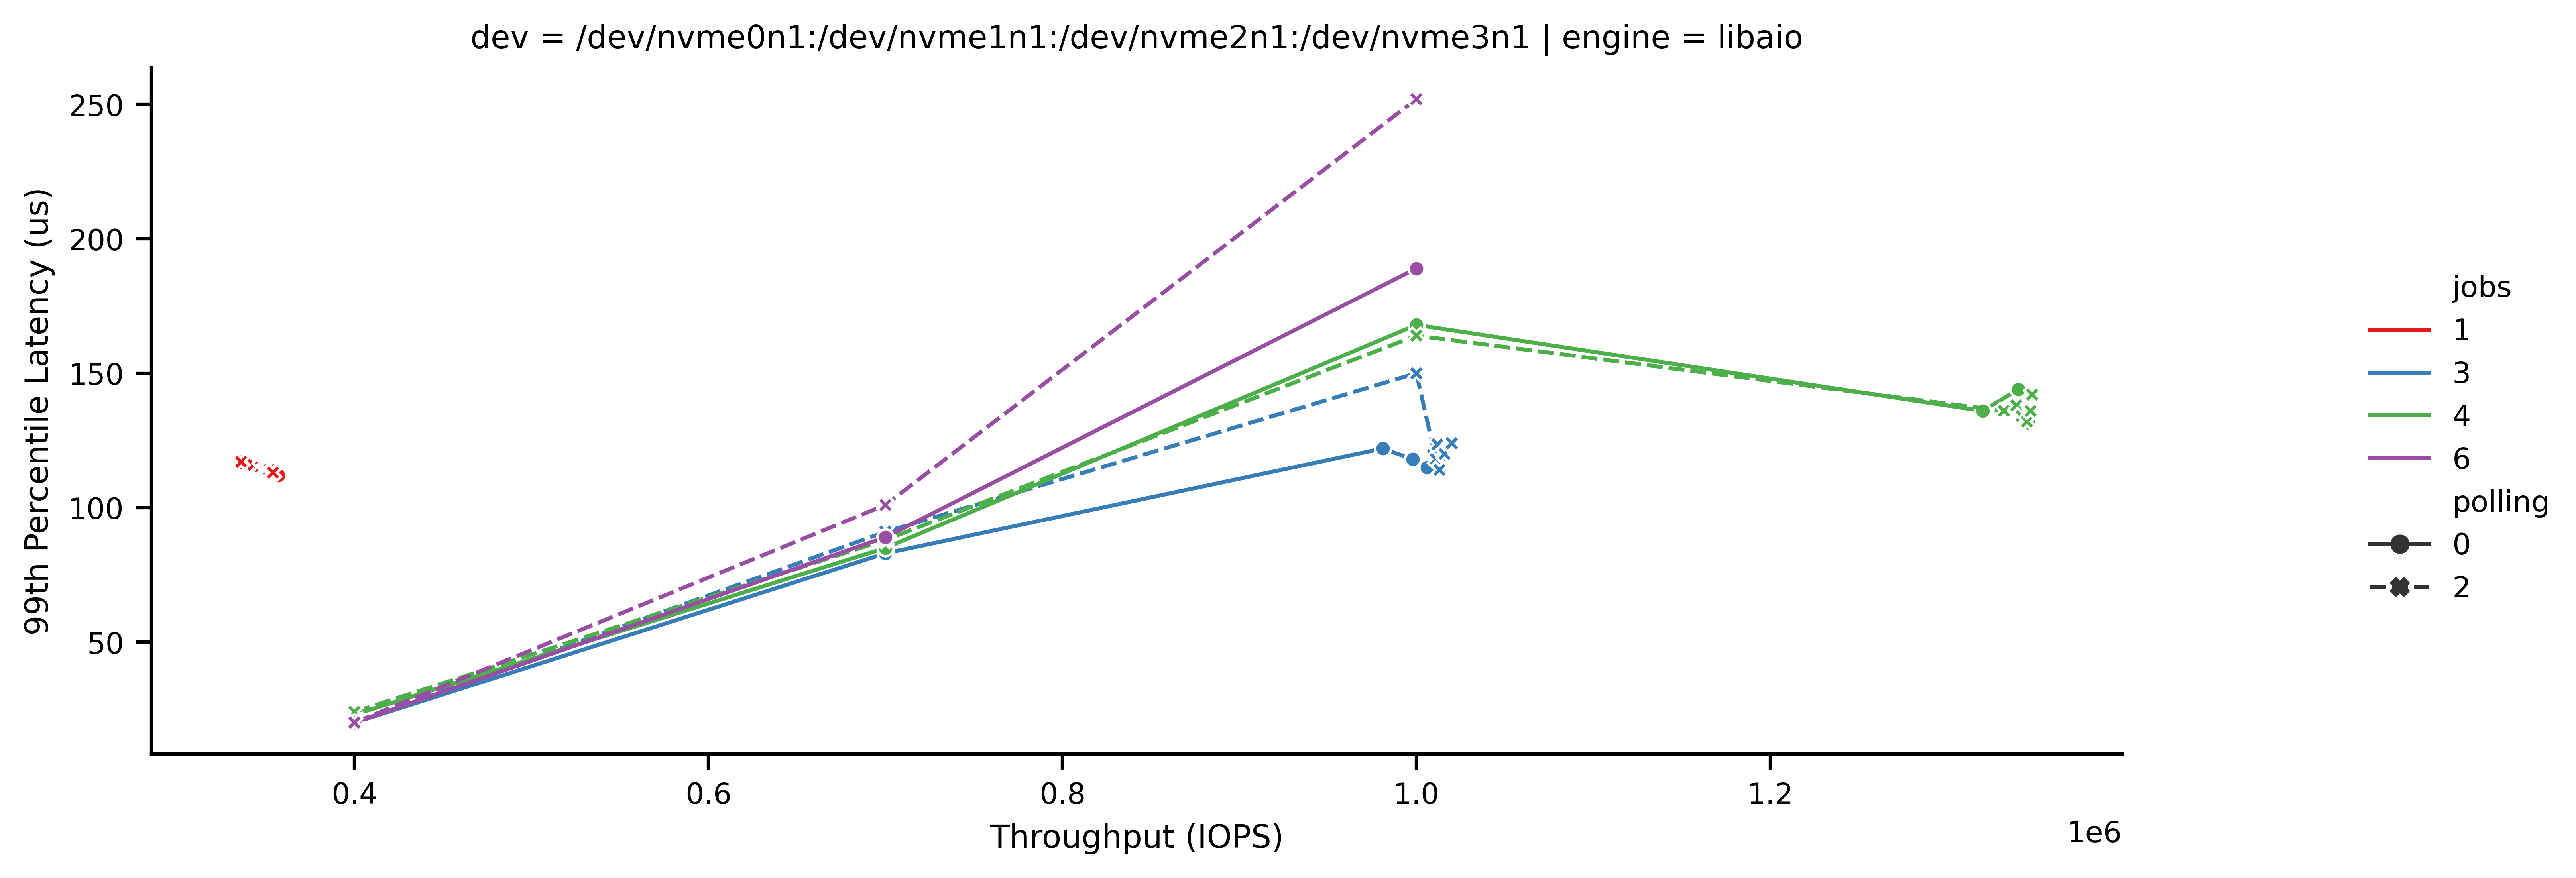 dev = /dev/nvme0n1:/dev/nvme1n1:/dev/nvme2n1:/dev/nvme3n1 | engine = libaio
99th Percentile Latency (us)
250
200
150
100
50
0.4
0.6
0.8
1.0
1.2
1e6
Throughput (IOPS)
jobs
1
3
4
6
polling
0
2